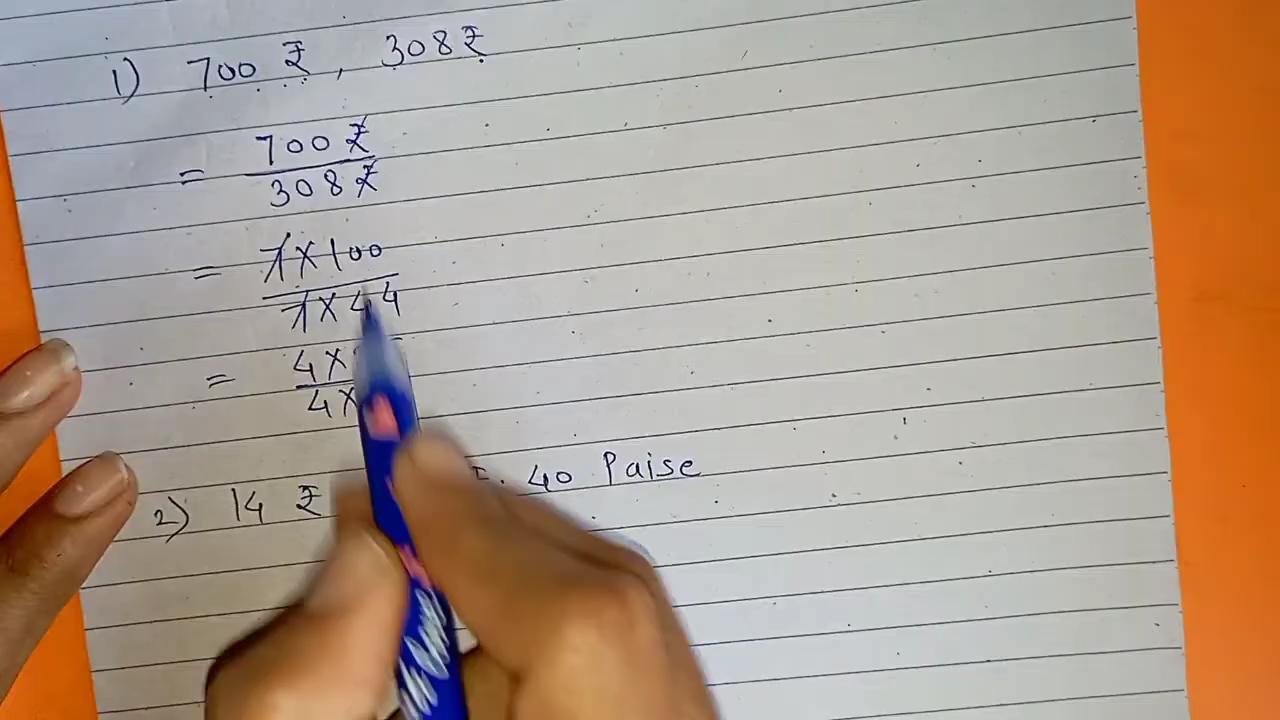 1) 700 ₹, 308 ₹
= 700 ₹
308 ₹
= 7 × 100
7 × 44
= 4 ×
4 ×
2) 14 ₹ 40 Paise